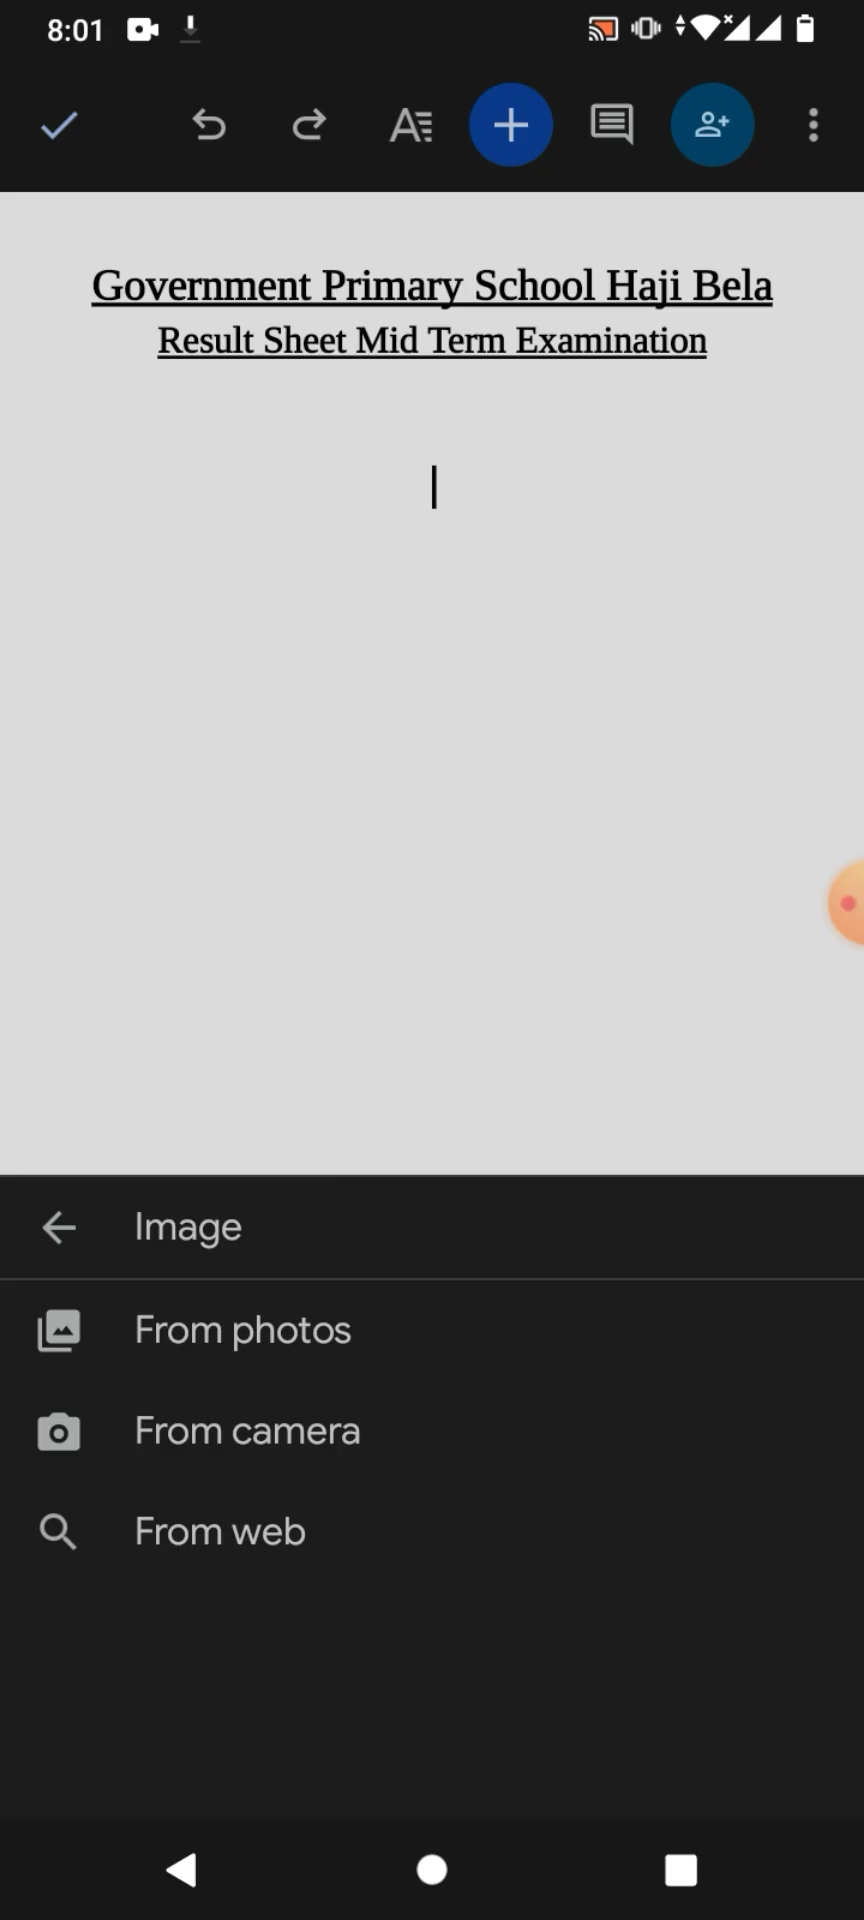 8:01
Government Primary School Haji Bela
Result Sheet Mid Term Examination
Image
From photos
From camera
From web